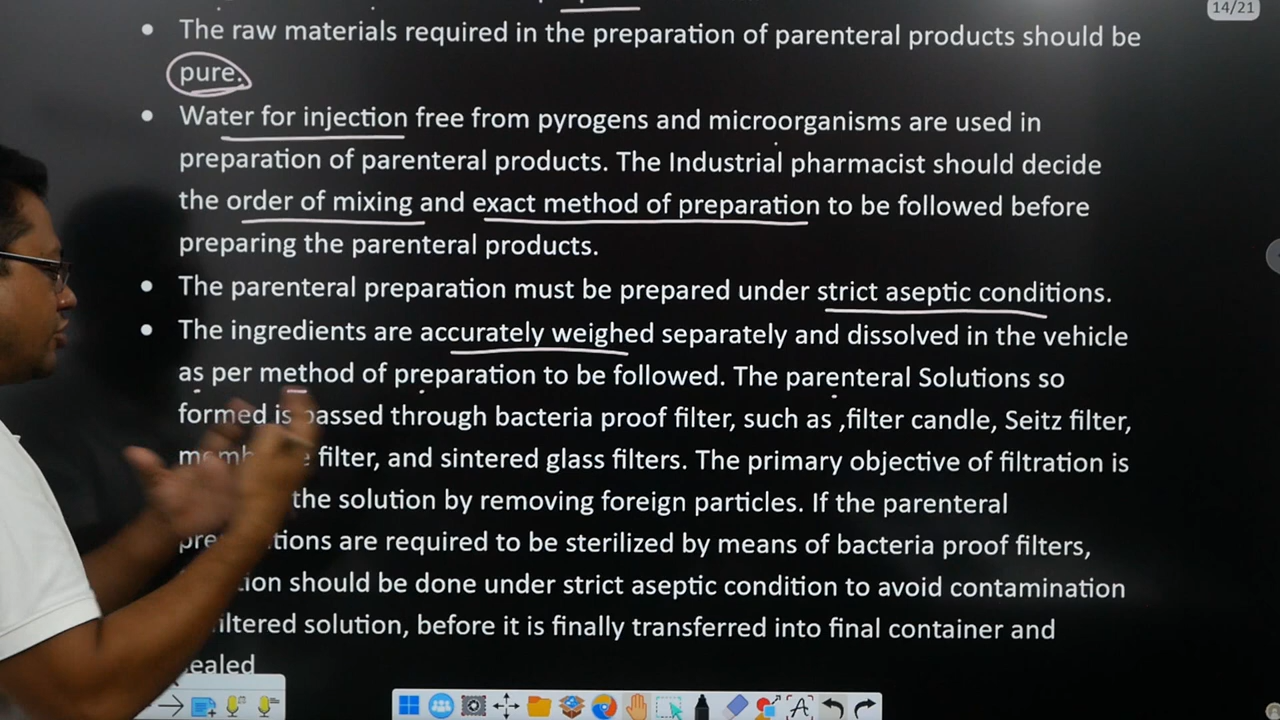 14/21
The raw materials required in the preparation of parenteral products should be
pure.
Water for injection free from pyrogens and microorganisms are used in
preparation of parenteral products. The Industrial pharmacist should decide
the order of mixing and exact method of preparation to be followed before
preparing the parenteral products.
The parenteral preparation must be prepared under strict aseptic conditions.
The ingredients are accurately weighed separately and dissolved in the vehicle
as per method of preparation to be followed. The parenteral Solutions so
formed is passed through bacteria proof filter, such as ,filter candle, Seitz filter,
filter, and sintered glass filters. The primary objective of filtration is
the solution by removing foreign particles. If the parenteral
are required to be sterilized by means of bacteria proof filters,
should be done under strict aseptic condition to avoid contamination
solution, before it is finally transferred into final container and